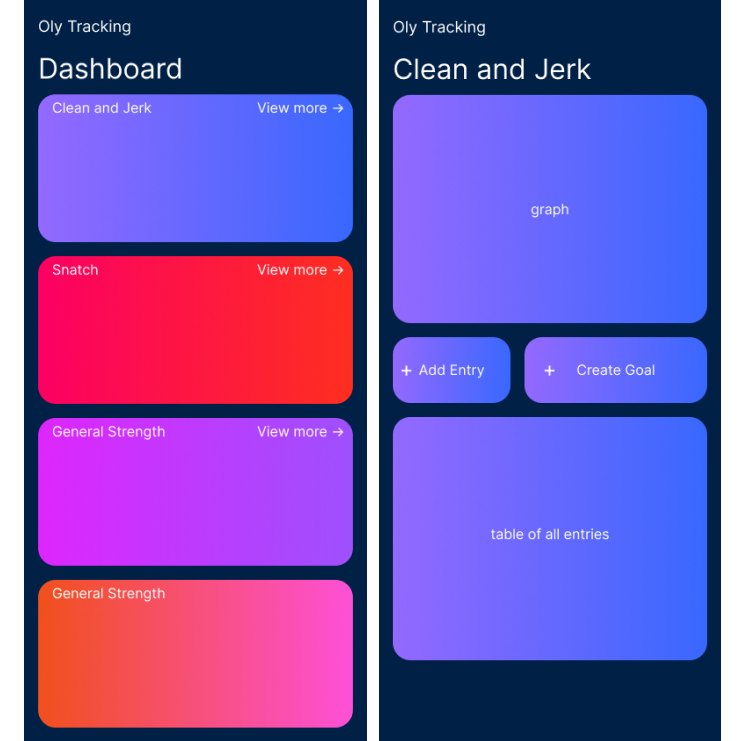 Oly Tracking
Dashboard
Clean and Jerk View more →
Snatch View more →
General Strength View more →
General Strength
Oly Tracking
Clean and Jerk
graph
+ Add Entry
+ Create Goal
table of all entries